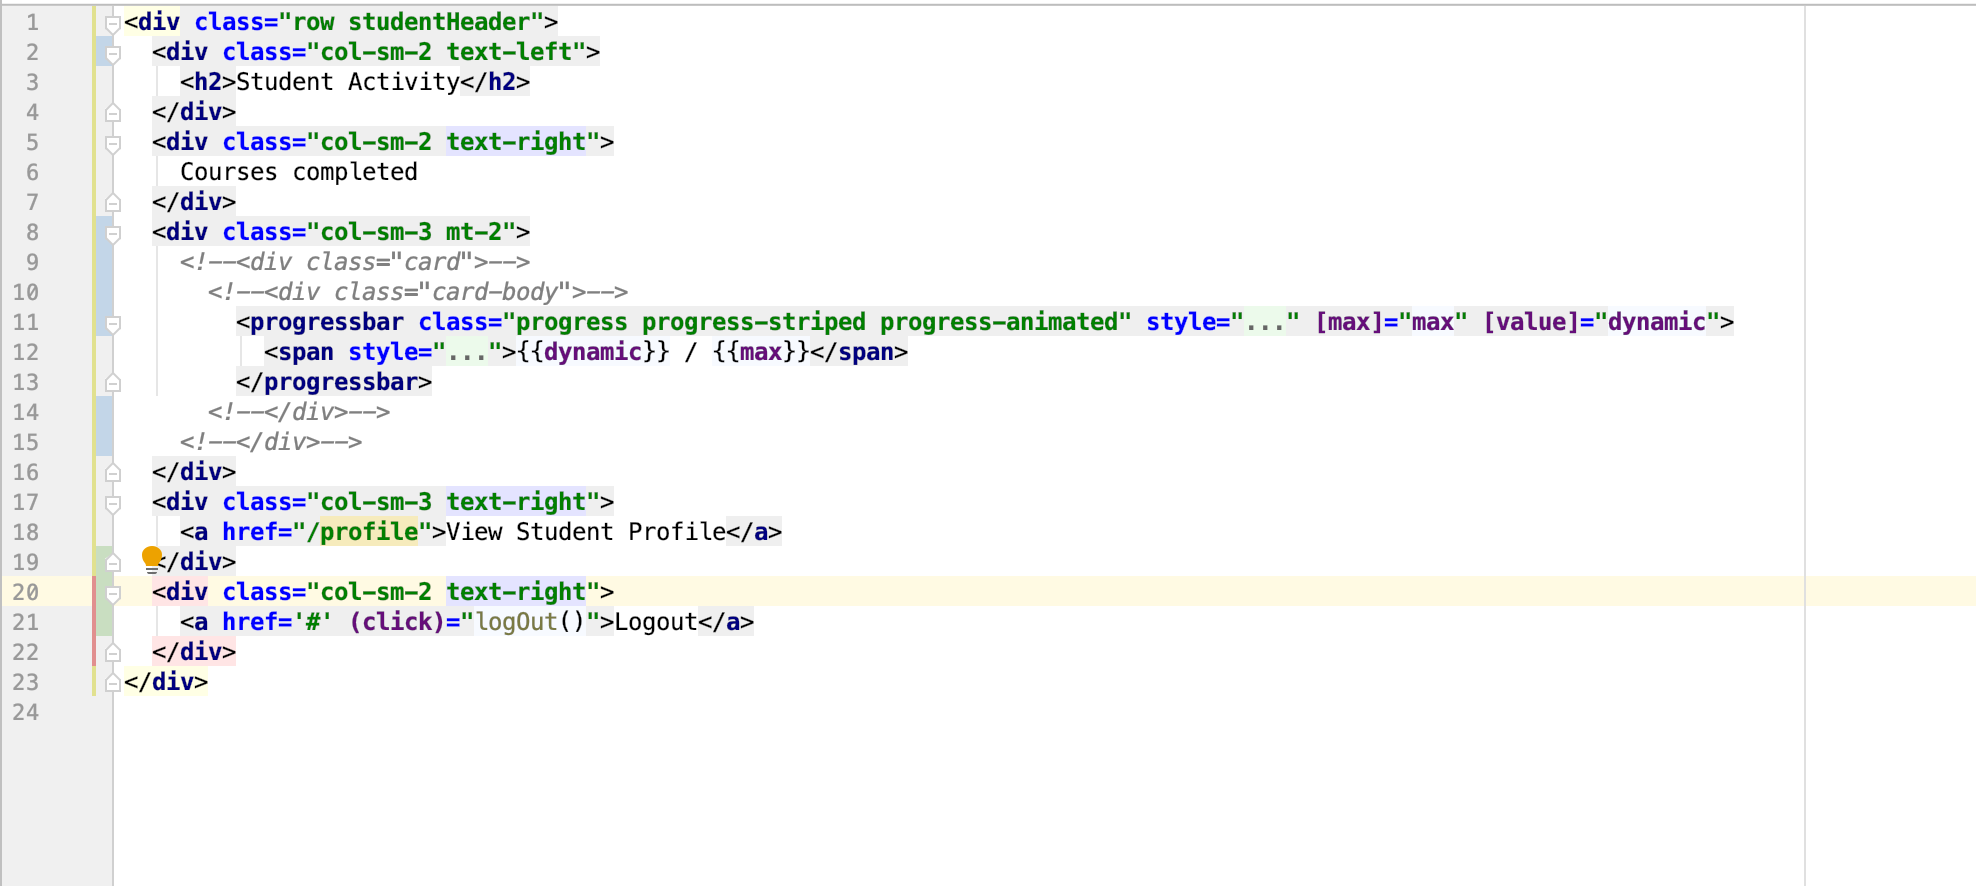 1 <div class="row studentHeader">
2 <div class="col-sm-2 text-left">
3 <h2>Student Activity</h2>
4 </div>
5 <div class="col-sm-2 text-right">
6 Courses completed
7 </div>
8 <div class="col-sm-3 mt-2">
9 <!--<div class="card">-->
10 <!--<div class="card-body">-->
11 <progressbar class="progress progress-striped progress-animated" style="..." [max]="max" [value]="dynamic">
12 <span style="...">{{dynamic}} / {{max}}</span>
13 </progressbar>
14 <!--</div>-->
15 <!--</div>-->
16 </div>
17 <div class="col-sm-3 text-right">
18 <a href="/profile">View Student Profile</a>
19 </div>
20 <div class="col-sm-2 text-right">
21 <a href='#' (click)="logOut()">Logout</a>
22 </div>
23 </div>
24